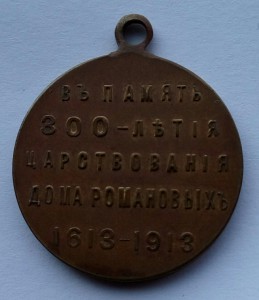 ВЪ ПАМЯТЬ
300-ЛѢТІЯ
ЦАРСТВОВАНІЯ
ДОМА РОМАНОВЫХЪ
1613-1913